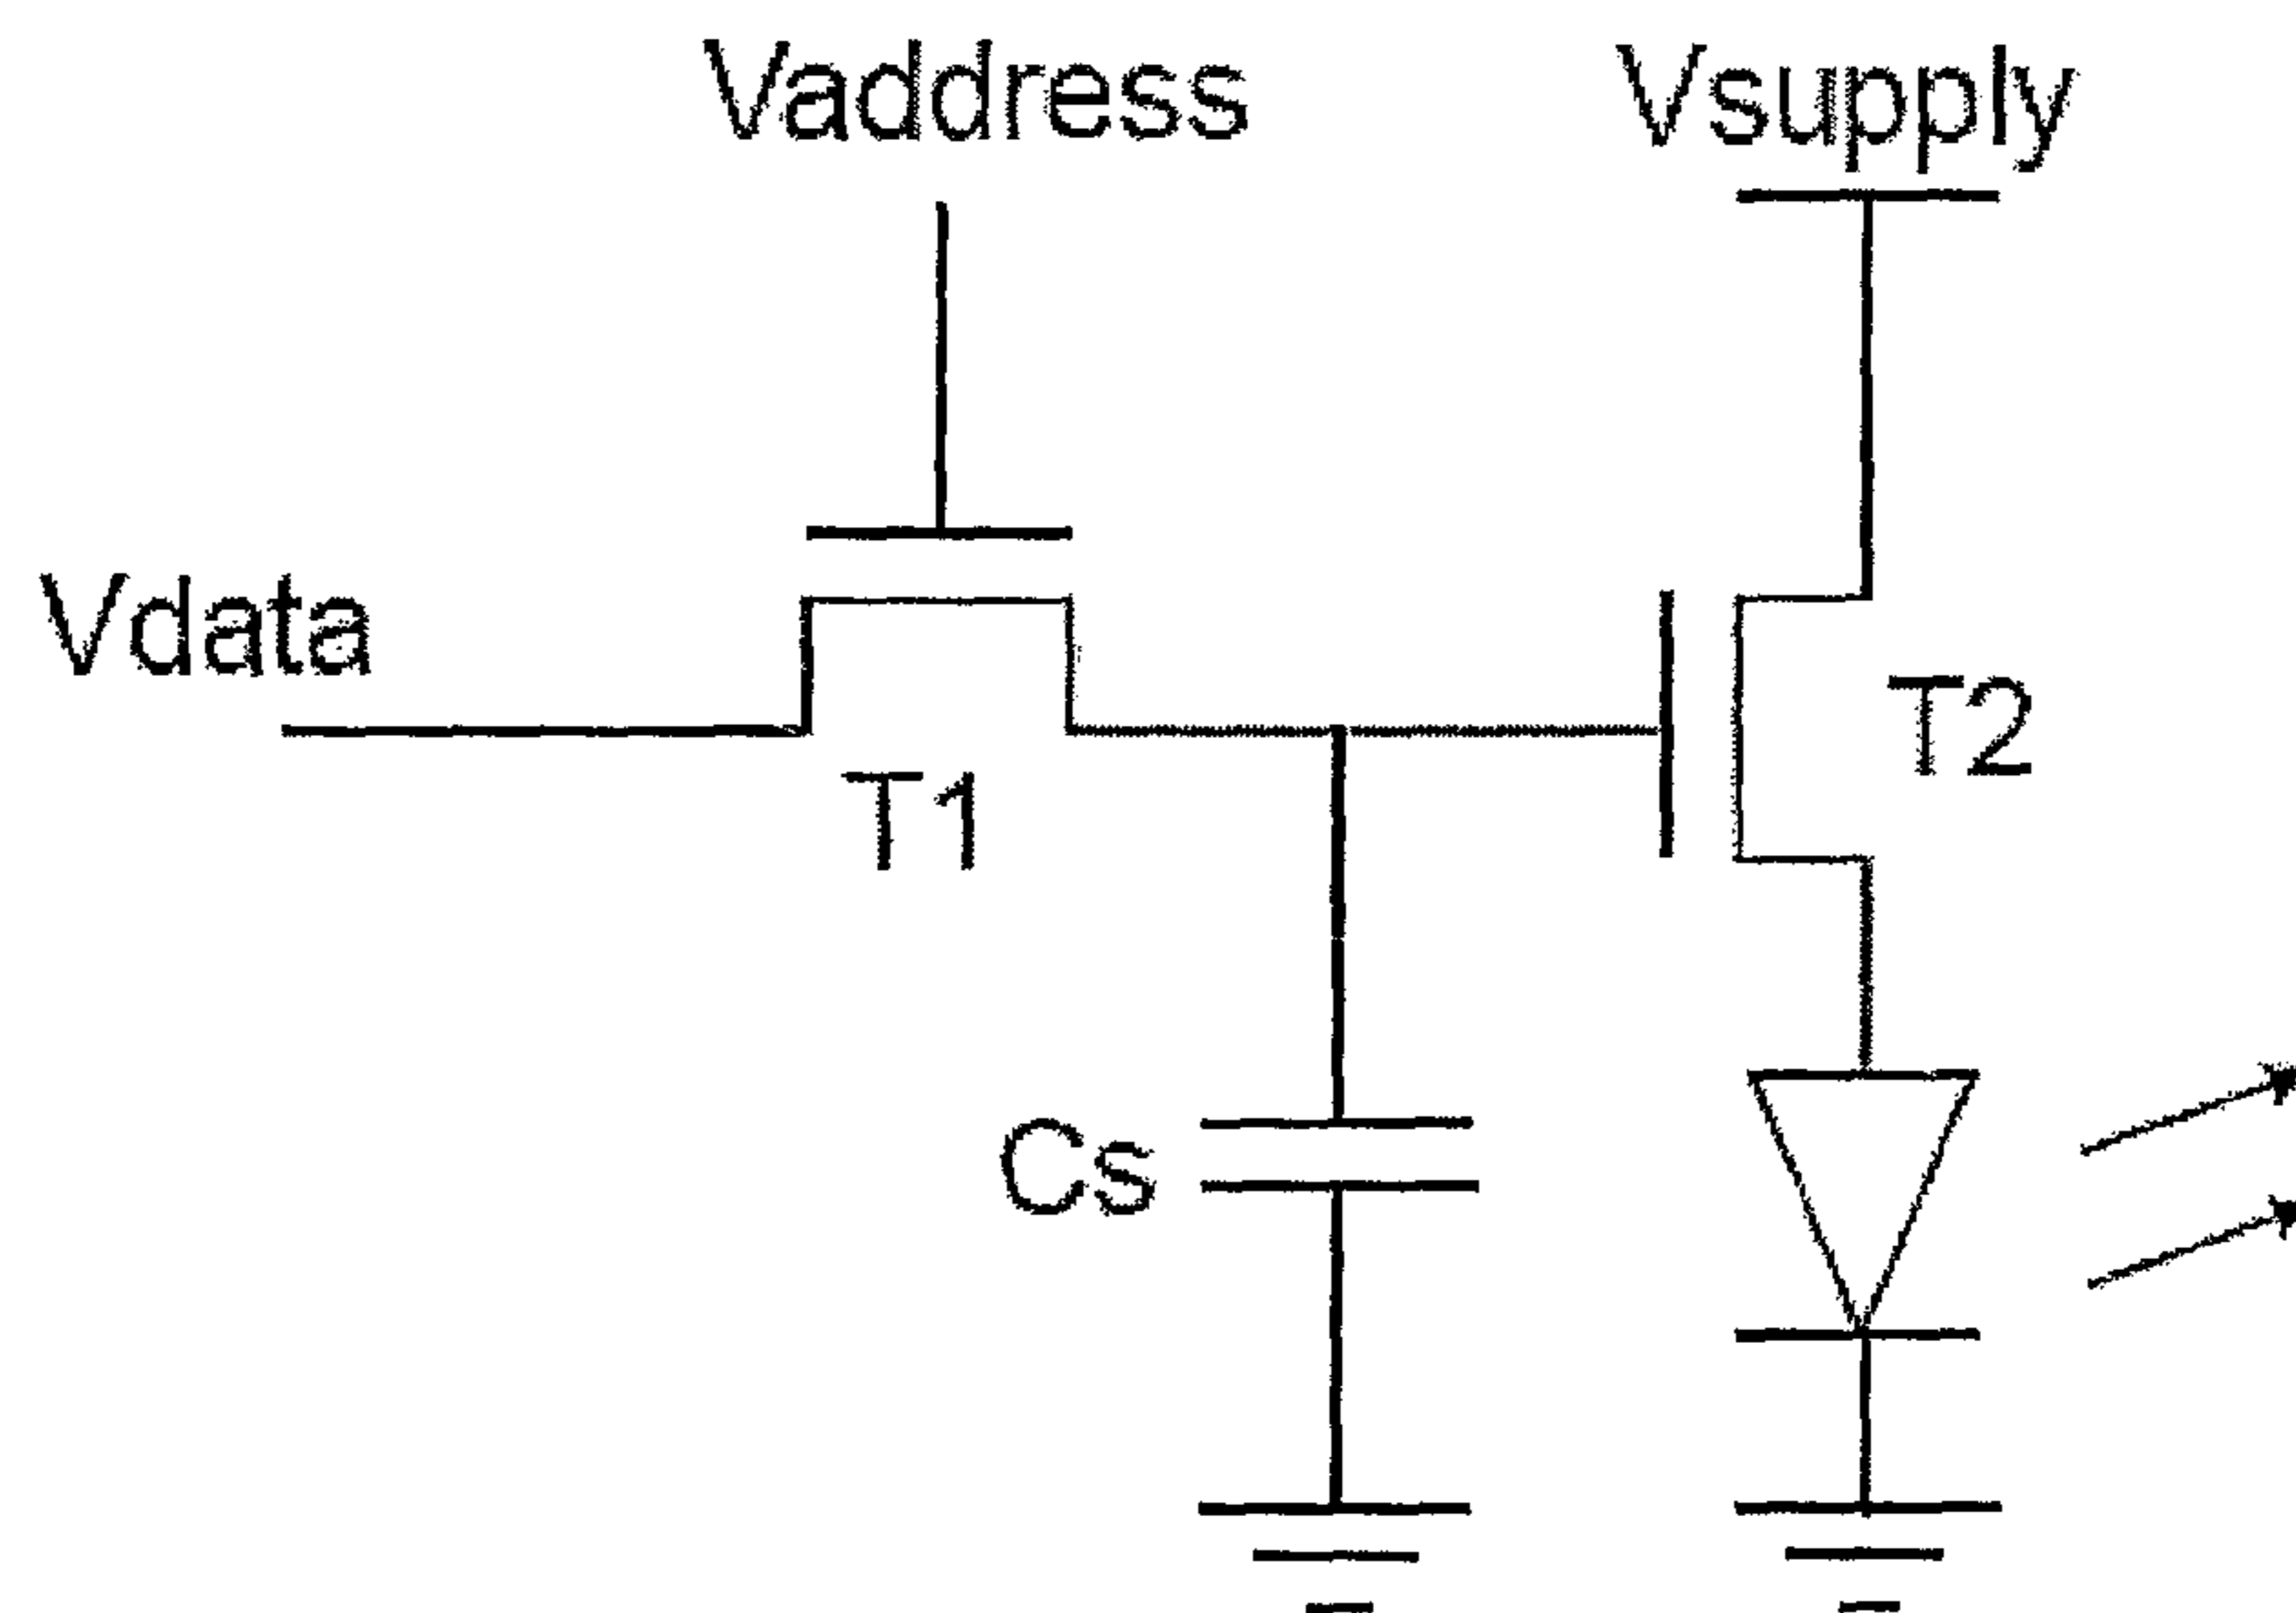 Vaddress
Vsupply
Vdata
T1
T2
Cs